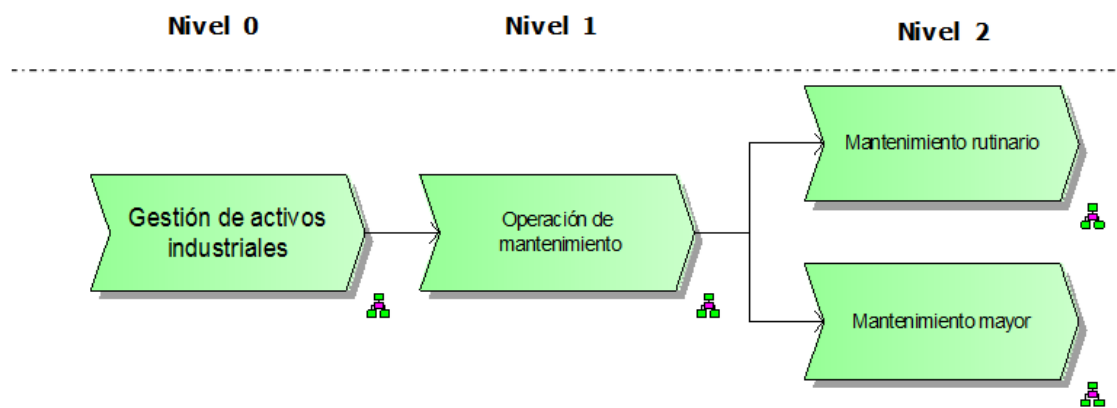 Nivel 0
Nivel 1
Nivel 2
Gestión de activos
industriales
Operación de
mantenimiento
Mantenimiento rutinario
Mantenimiento mayor